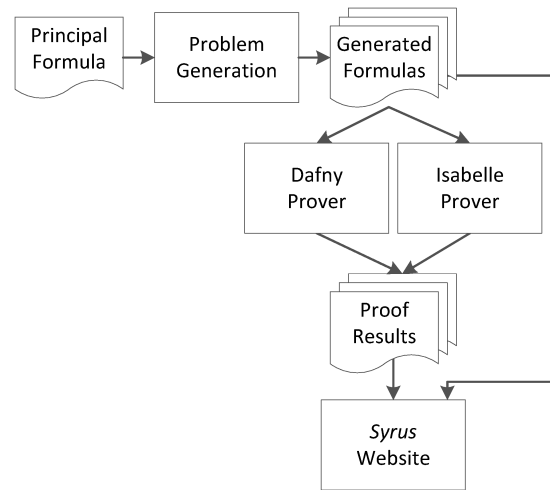 Principal
Formula
Problem
Generation
Generated
Formulas
Dafny
Prover
Isabelle
Prover
Proof
Results
Syrus
Website